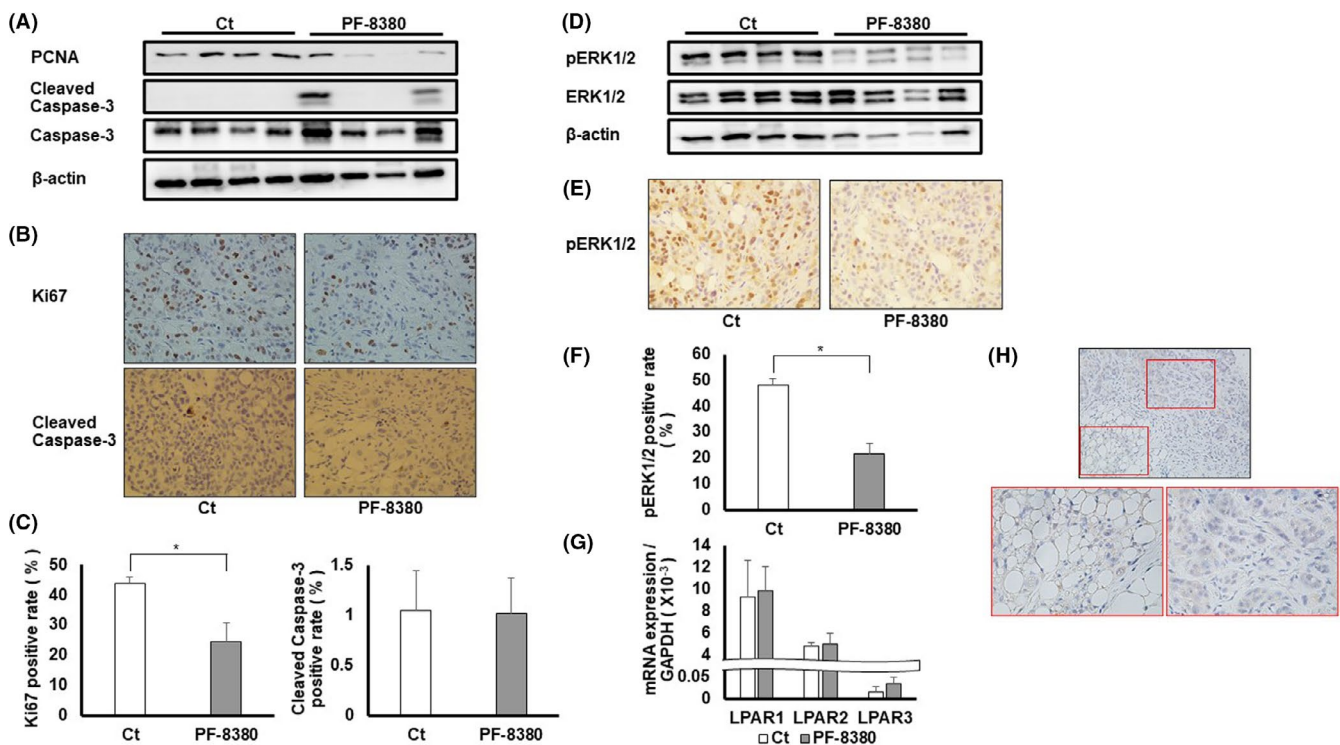 (A)
Ct PF-8380
PCNA
Cleaved
Caspase-3
Caspase-3
β-actin
(B)
Ki67
Cleaved
Caspase-3
Ct PF-8380
(C)
Ki67 positive rate ( % )
50
40
30
20
10
0
*
Ct PF-8380
Cleaved Caspase-3
positive rate ( % )
1.5
1
0.5
0
Ct PF-8380
(D)
Ct PF-8380
pERK1/2
ERK1/2
β-actin
(E)
pERK1/2
Ct PF-8380
(F)
pERK1/2 positive rate
( % )
60
50
40
30
20
10
0
*
Ct PF-8380
(G)
mRNA expression /
GAPDH ( X10⁻³)
14
12
10
8
6
4
0.05
0
LPAR1 LPAR2 LPAR3
Ct PF-8380
(H)